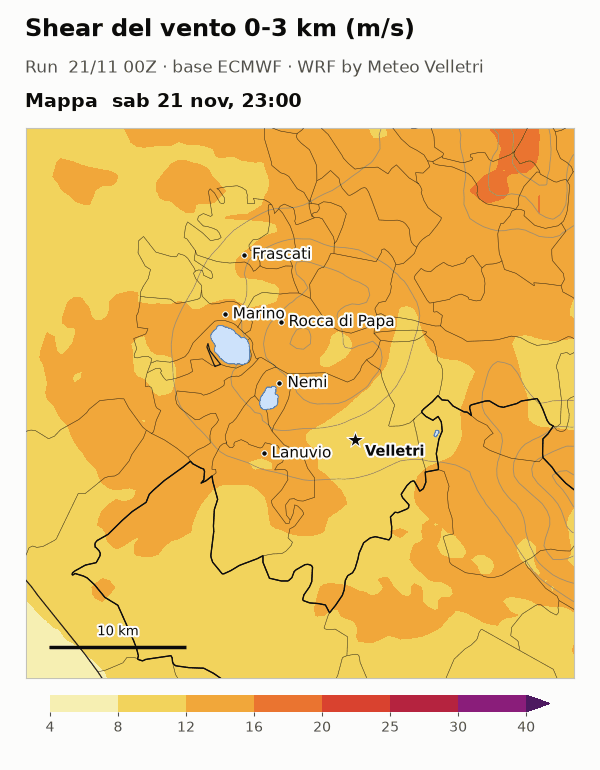 Shear del vento 0-3 km (m/s)
Run  21/11 00Z · base ECMWF · WRF by Meteo Velletri
Mappa  sab 21 nov, 23:00
Frascati
Marino
Rocca di Papa
Nemi
Velletri
Lanuvio
10 km
4 8 12 16 20 25 30 40